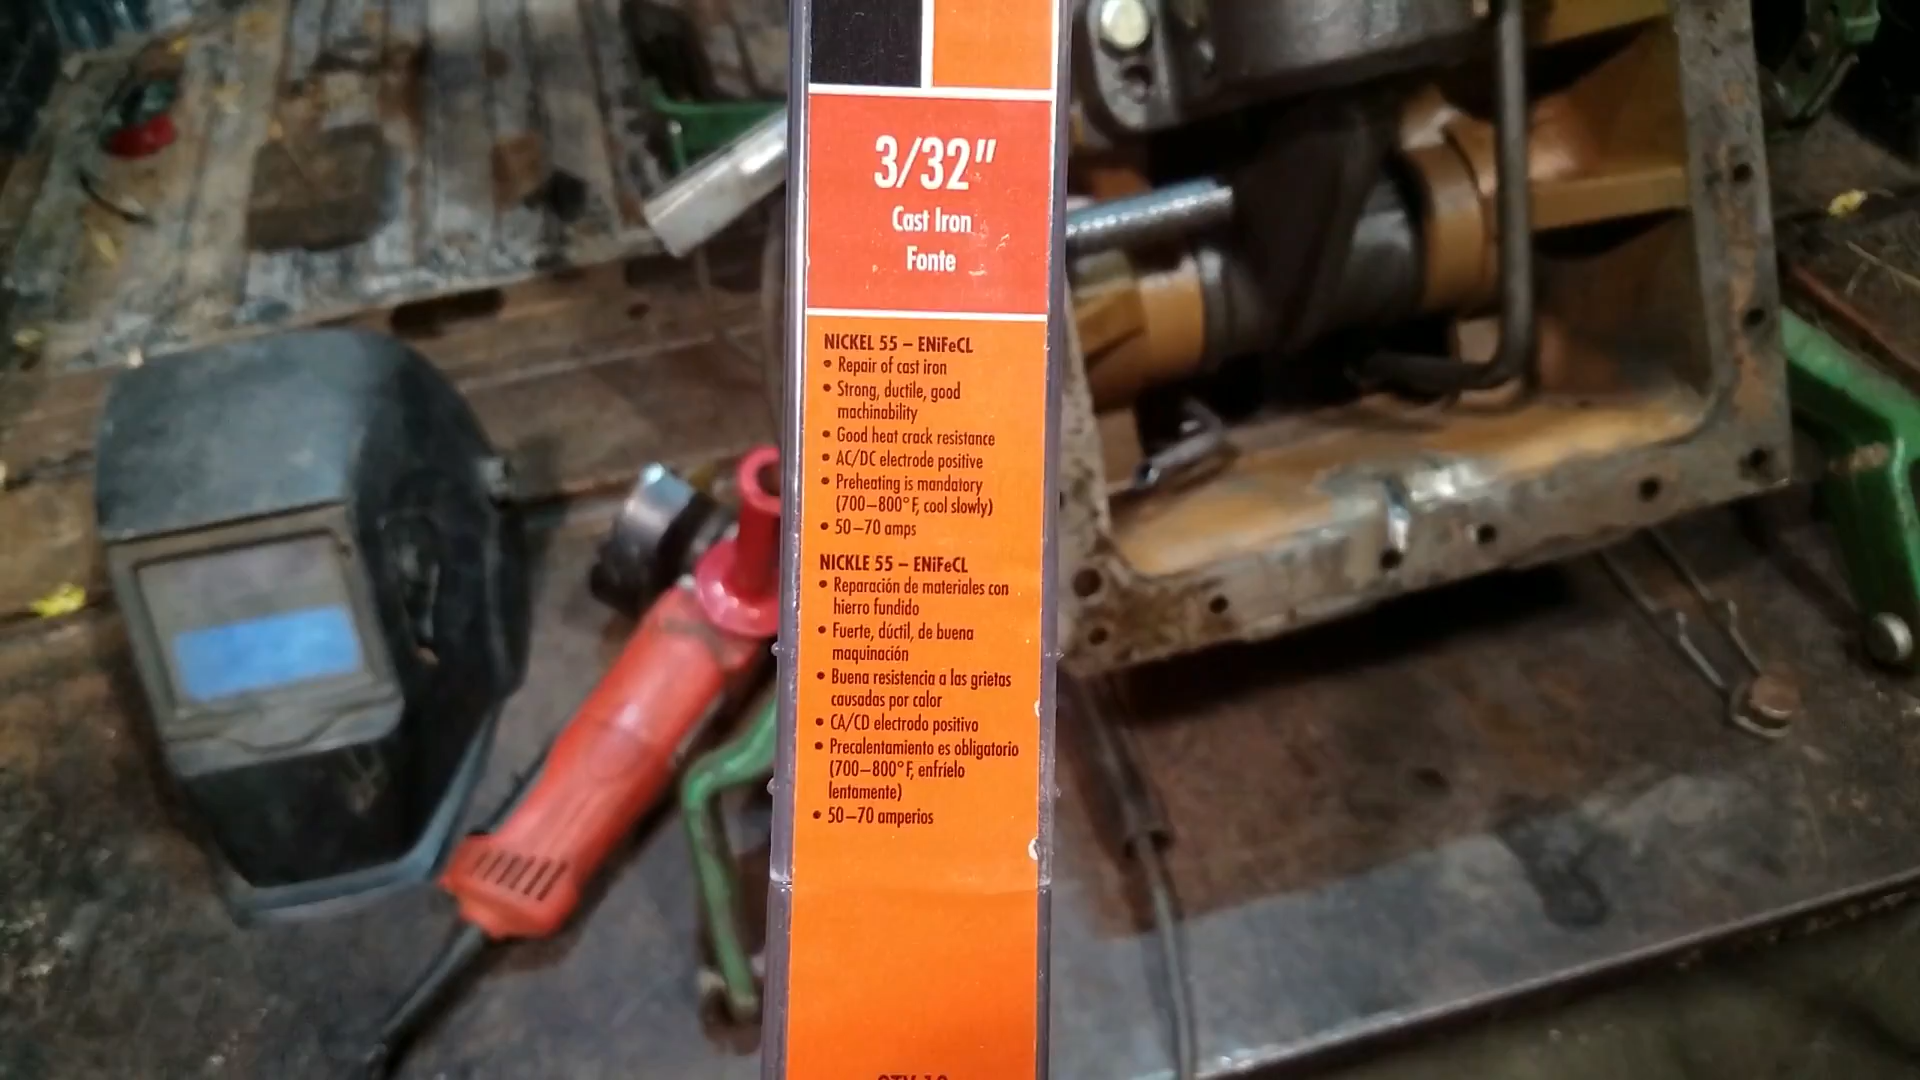 3/32"
Cast Iron
Fonte
NICKEL 55 – ENiFeCL
• Repair of cast iron
• Strong, ductile, good
machinability
• Good heat crack resistance
• AC/DC electrode positive
• Preheating is mandatory
(700–800°F, cool slowly)
• 50–70 amps
NICKLE 55 – ENiFeCL
• Reparación de materiales con
hierro fundido
• Fuerte, dúctil, de buena
maquinación
• Buena resistencia a las grietas
causadas por calor
• CA/CD electrodo positivo
• Precalentamiento es obligatorio
(700–800°F, enfríelo
lentamente)
• 50–70 amperios